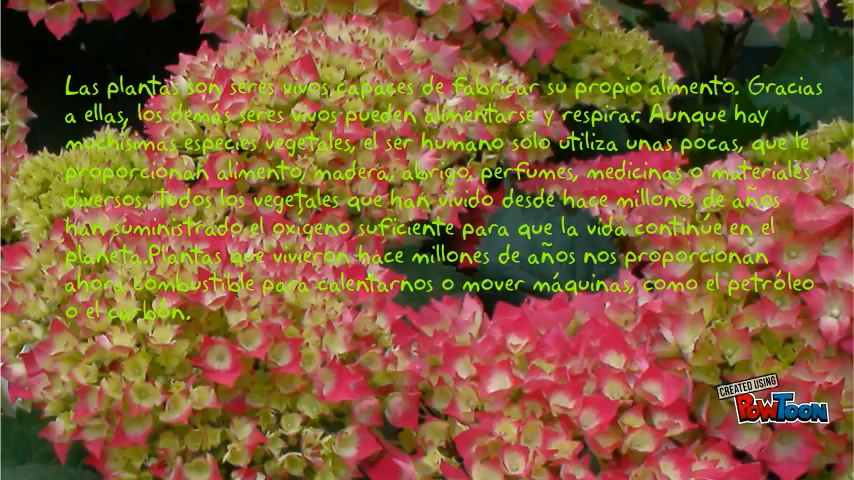 Las plantas son seres vivos capaces de fabricar su propio alimento. Gracias
a ellas, los demás seres vivos pueden alimentarse y respirar. Aunque hay
muchísimas especies vegetales, el ser humano solo utiliza unas pocas, que le
proporcionan alimento, madera, abrigo, perfumes, medicinas o materiales
diversos. Todos los vegetales que han vivido desde hace millones de años
han suministrado el oxígeno suficiente para que la vida continúe en el
planeta.Plantas que vivieron hace millones de años nos proporcionan
ahora combustible para calentarnos o mover máquinas, como el petróleo
o el carbón.
CREATED USING
POWTOON